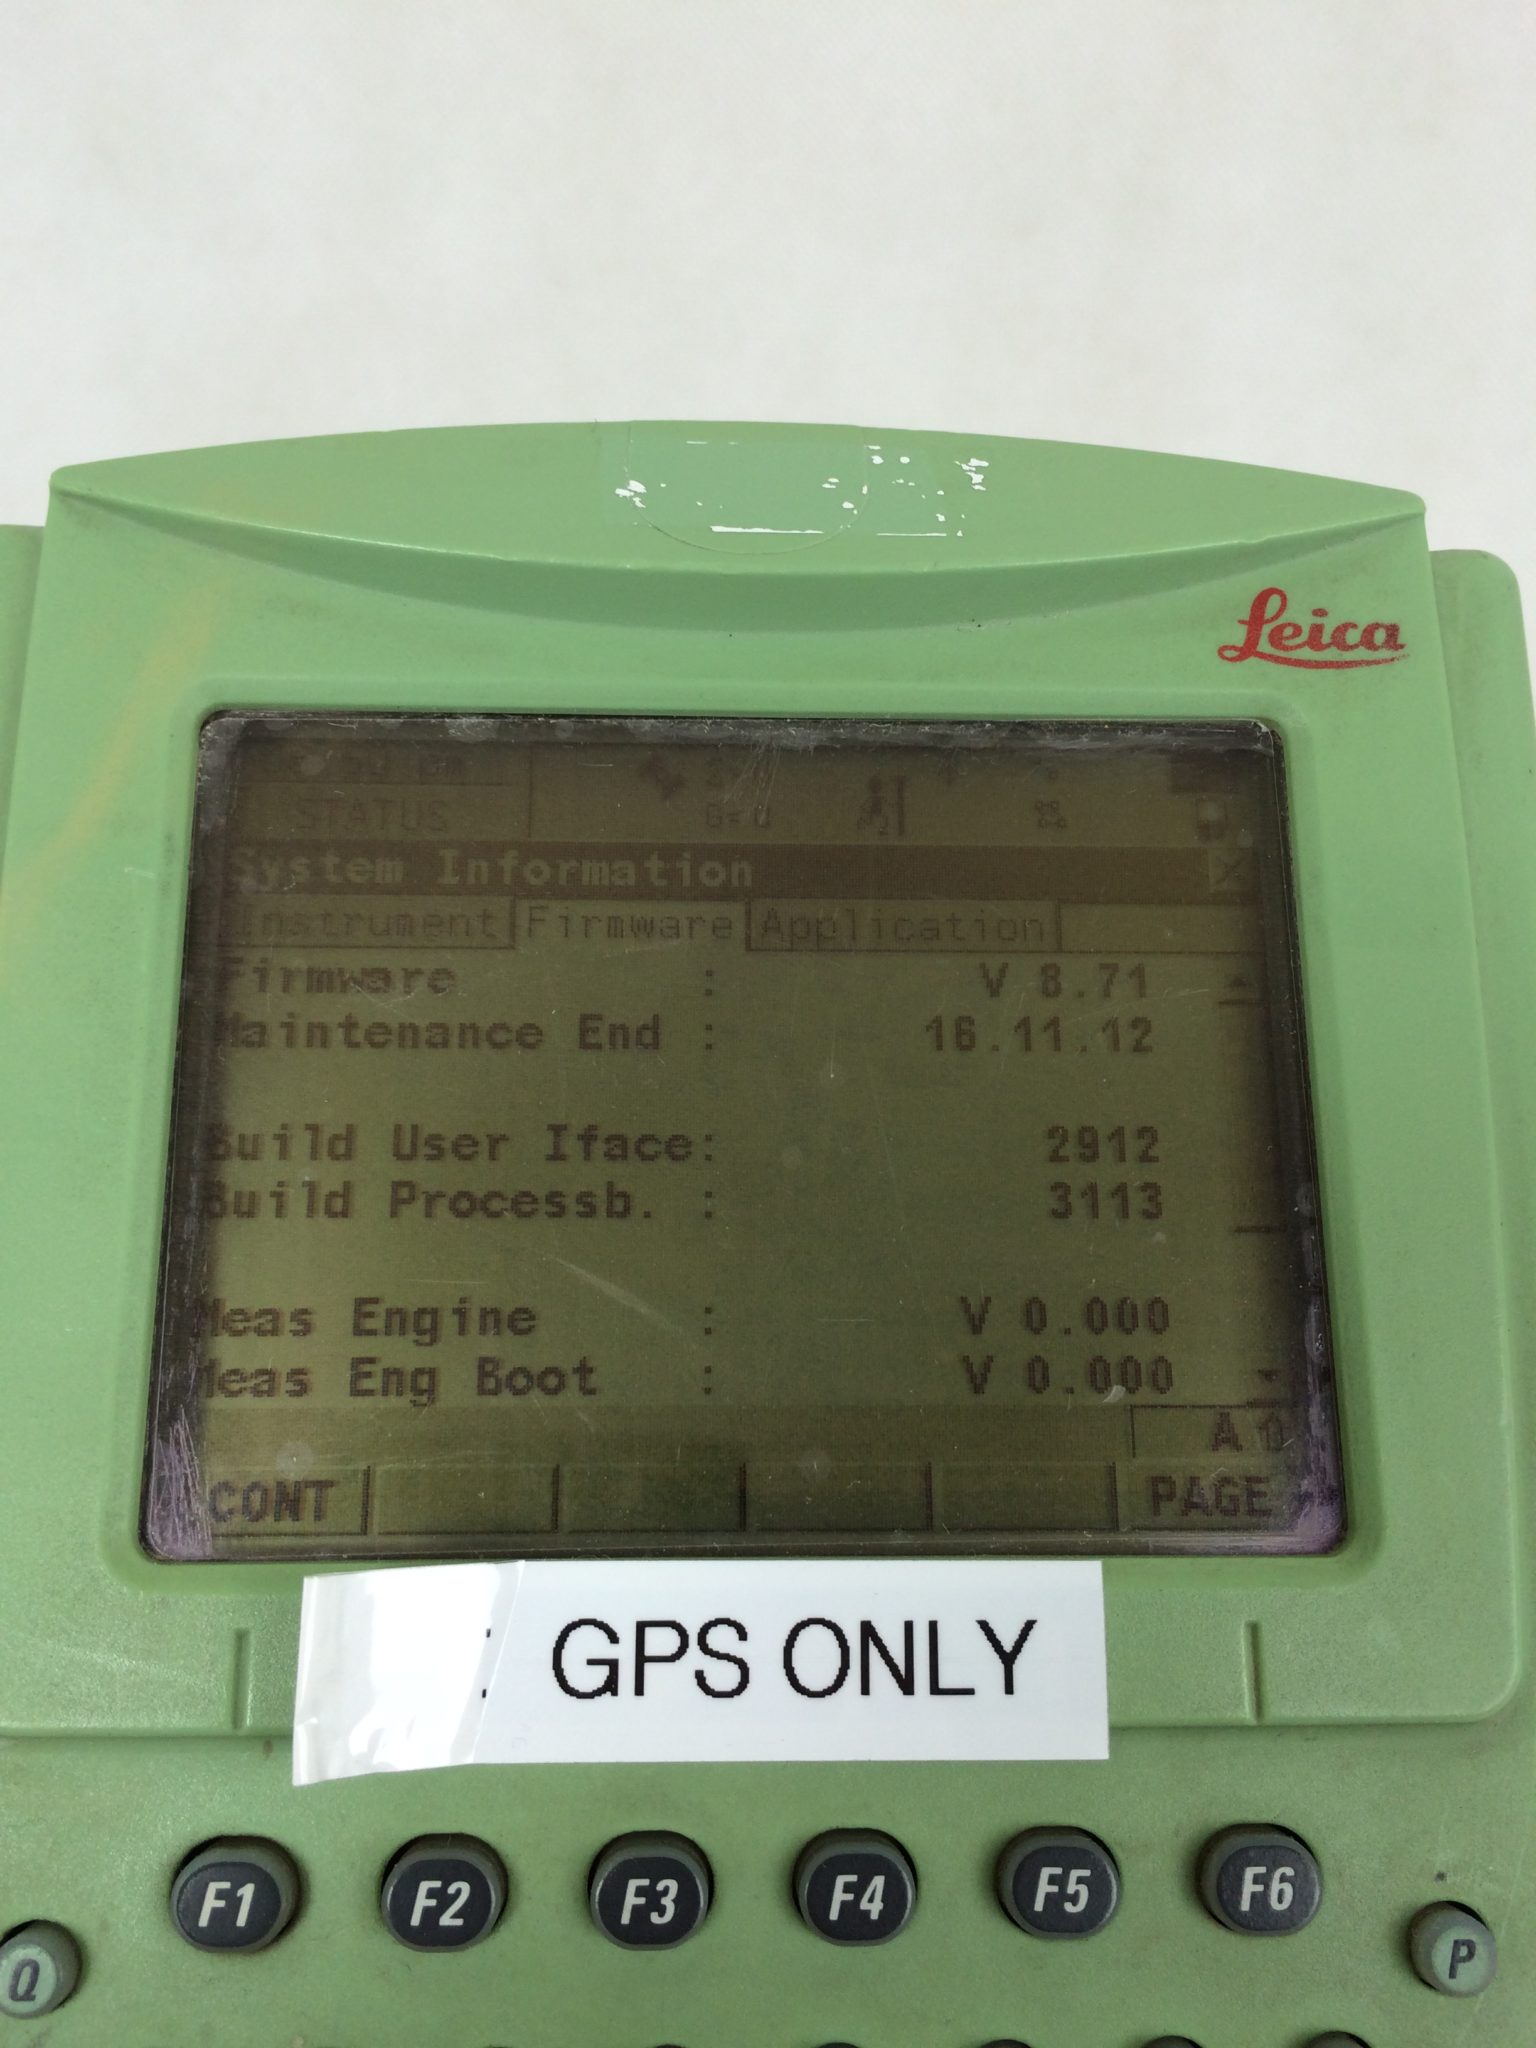 Leica
STATUS
System Information
Instrument Firmware Application
Firmware : V 8.71
Maintenance End : 16.11.12
Build User Iface: 2912
Build Processb. : 3113
Meas Engine : V 0.000
Meas Eng Boot : V 0.000
A
CONT PAGE
: GPS ONLY
F1 F2 F3 F4 F5 F6
Q P